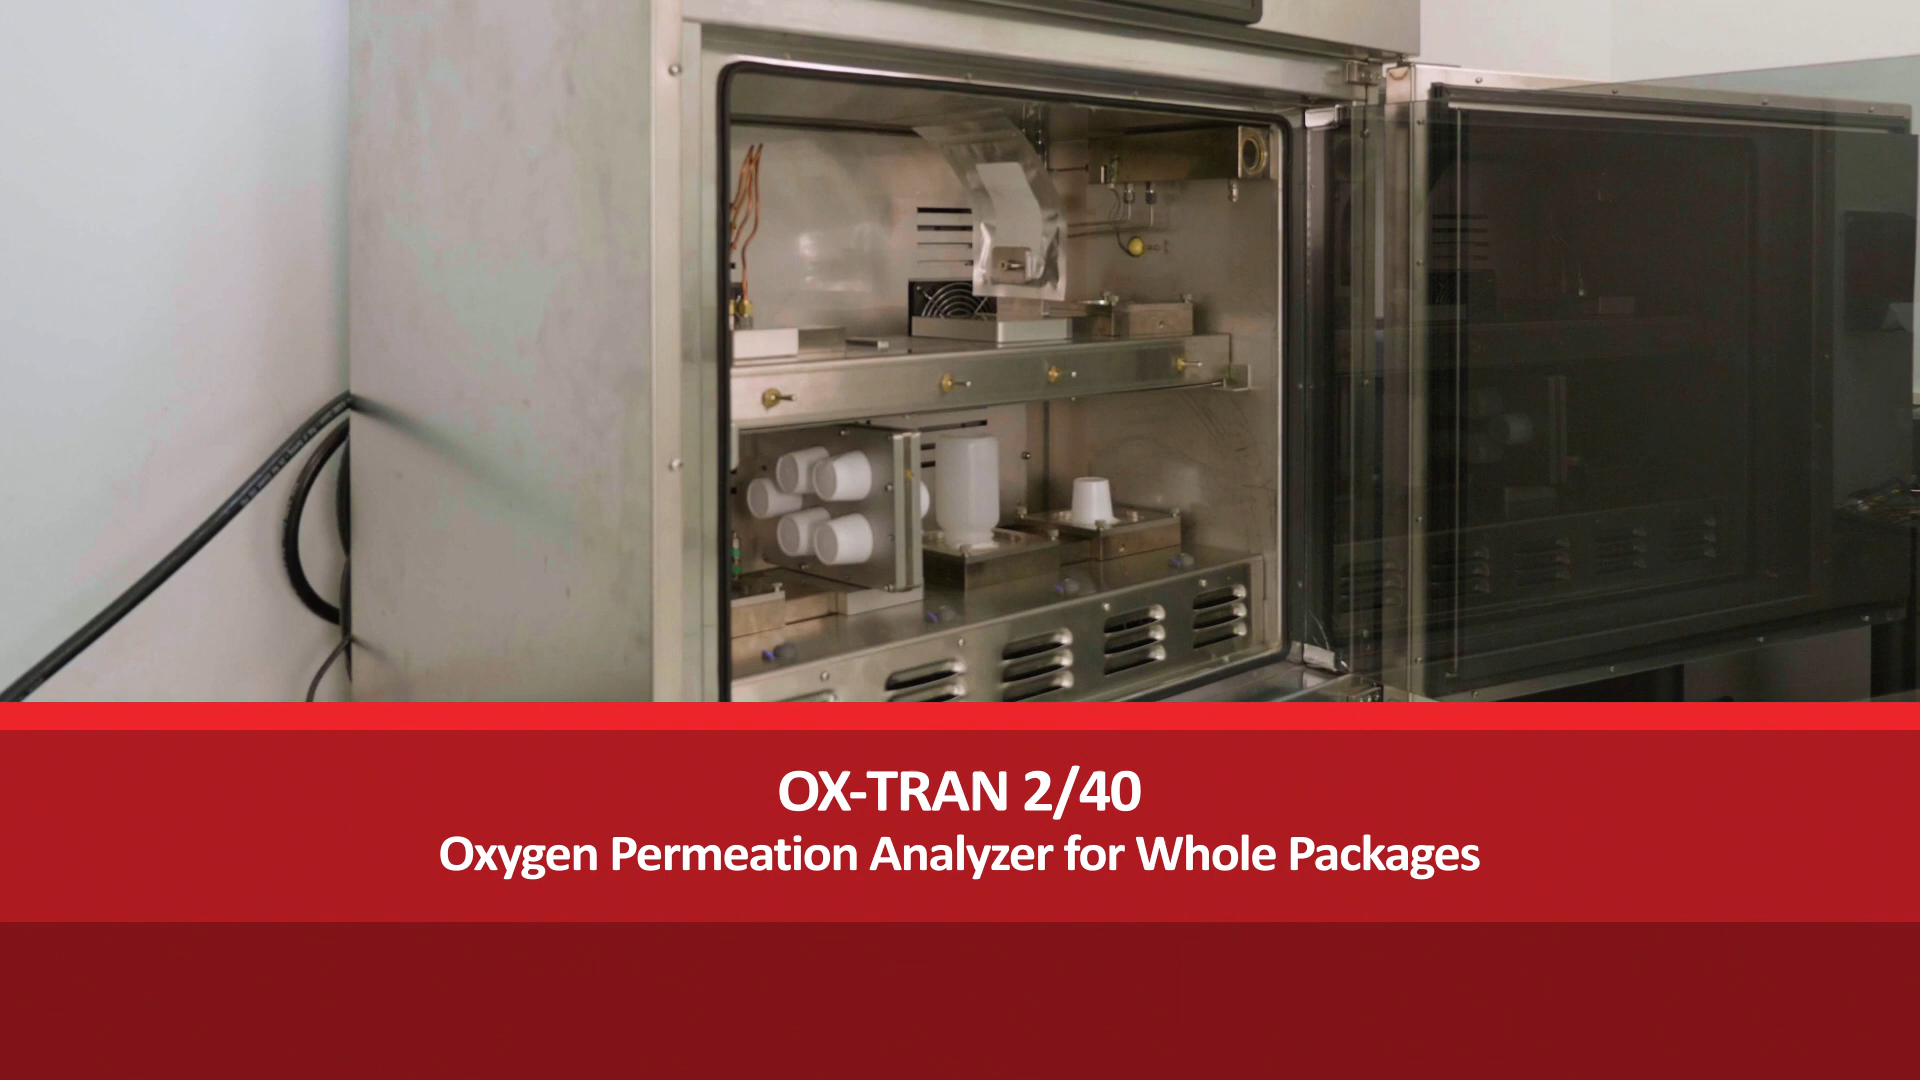 OX-TRAN 2/40
Oxygen Permeation Analyzer for Whole Packages